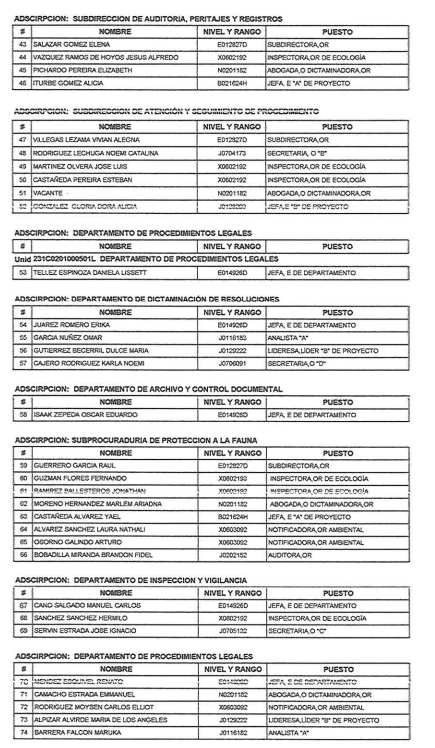 ADSCIRPCION: SUBDIRECCION DE AUDITORIA, PERITAJES Y REGISTROS
# NOMBRE NIVEL Y RANGO PUESTO
43 SALAZAR GOMEZ ELENA E012827D SUBDIRECTORA,OR
44 VAZQUEZ RAMOS DE HOYOS JESUS ALFREDO X0602192 INSPECTORA,OR DE ECOLOGÍA
45 PICHARDO PEREIRA ELIZABETH N0201182 ABOGADA,O DICTAMINADORA,OR
46 ITURBE GOMEZ ALICIA B021624H JEFA, E "A" DE PROYECTO
ADSCIRPCION: SUBDIRECCION DE ATENCIÓN Y SEGUIMIENTO DE PROCEDIMIENTO
# NOMBRE NIVEL Y RANGO PUESTO
47 VILLEGAS LEZAMA VIVIAN ALEGNA E012827D SUBDIRECTORA,OR
48 RODRIGUEZ LECHUGA NOEMI CATALINA J0704173 SECRETARIA, O "B"
49 MARTINEZ OLVERA JOSE LUIS X0602192 INSPECTORA,OR DE ECOLOGÍA
50 CASTAÑEDA PEREIRA ESTEBAN X0602192 INSPECTORA,OR DE ECOLOGÍA
51 VACANTE N0201182 ABOGADA,O DICTAMINADORA,OR
52 GONZALEZ GLORIA DORA ALICIA JEFA,E "B" DE PROYECTO
ADSCIRPCION: DEPARTAMENTO DE PROCEDIMIENTOS LEGALES
# NOMBRE NIVEL Y RANGO PUESTO
Unid 231C0201000501L DEPARTAMENTO DE PROCEDIMIENTOS LEGALES
53 TELLEZ ESPINOZA DANIELA LISSETT E014926D JEFA, E DE DEPARTAMENTO
ADSCIRPCION: DEPARTAMENTO DE DICTAMINACIÓN DE RESOLUCIONES
# NOMBRE NIVEL Y RANGO PUESTO
54 JUAREZ ROMERO ERIKA E014926D JEFA, E DE DEPARTAMENTO
55 GARCIA NUÑEZ OMAR J0116183 ANALISTA "A"
56 GUTIERREZ BECERRIL DULCE MARIA J0129222 LIDERESA,LÍDER "B" DE PROYECTO
57 CAJERO RODRIGUEZ KARLA NOEMI J0706091 SECRETARIA,O "D"
ADSCIRPCION: DEPARTAMENTO DE ARCHIVO Y CONTROL DOCUMENTAL
# NOMBRE NIVEL Y RANGO PUESTO
58 ISAAK ZEPEDA OSCAR EDUARDO E014926D JEFA, E DE DEPARTAMENTO
ADSCIRPCION: SUBPROCURADURIA DE PROTECCION A LA FAUNA
# NOMBRE NIVEL Y RANGO PUESTO
59 GUERRERO GARCIA RAUL E012827D SUBDIRECTORA,OR
60 GUZMAN FLORES FERNANDO X0602193 INSPECTORA,OR DE ECOLOGÍA
61 RAMIREZ BALLESTEROS JONATHAN X0602192 INSPECTORA,OR DE ECOLOGÍA
62 MORENO HERNANDEZ MARLEM ARIADNA N0201182 ABOGADA,O DICTAMINADORA,OR
63 CASTAÑEDA ALVAREZ YAEL B021624H JEFA, E "A" DE PROYECTO
64 ALVAREZ SANCHEZ LAURA NATHALI X0603092 NOTIFICADORA,OR AMBIENTAL
65 OSORNO GALINDO ARTURO X0603092 NOTIFICADORA,OR AMBIENTAL
66 BOBADILLA MIRANDA BRANDON FIDEL J0202152 AUDITORA,OR
ADSCIRPCION: DEPARTAMENTO DE INSPECCION Y VIGILANCIA
# NOMBRE NIVEL Y RANGO PUESTO
67 CANO SALGADO MANUEL CARLOS E014926D JEFA, E DE DEPARTAMENTO
68 SANCHEZ SANCHEZ HERMILO X0602192 INSPECTORA,OR DE ECOLOGÍA
69 SERVIN ESTRADA JOSE IGNACIO J0705132 SECRETARIA,O "C"
ADSCIRPCION: DEPARTAMENTO DE PROCEDIMIENTOS LEGALES
# NOMBRE NIVEL Y RANGO PUESTO
70 MENDEZ ESQUIVEL RENATO E014926D JEFA, E DE DEPARTAMENTO
71 CAMACHO ESTRADA EMMANUEL N0201182 ABOGADA,O DICTAMINADORA,OR
72 RODRIGUEZ MOYSEN CARLOS ELLIOT X0603092 NOTIFICADORA,OR AMBIENTAL
73 ALPIZAR ALVIRDE MARIA DE LOS ANGELES J0129222 LIDERESA,LÍDER "B" DE PROYECTO
74 BARRERA FALCON MARUKA J0116182 ANALISTA "A"